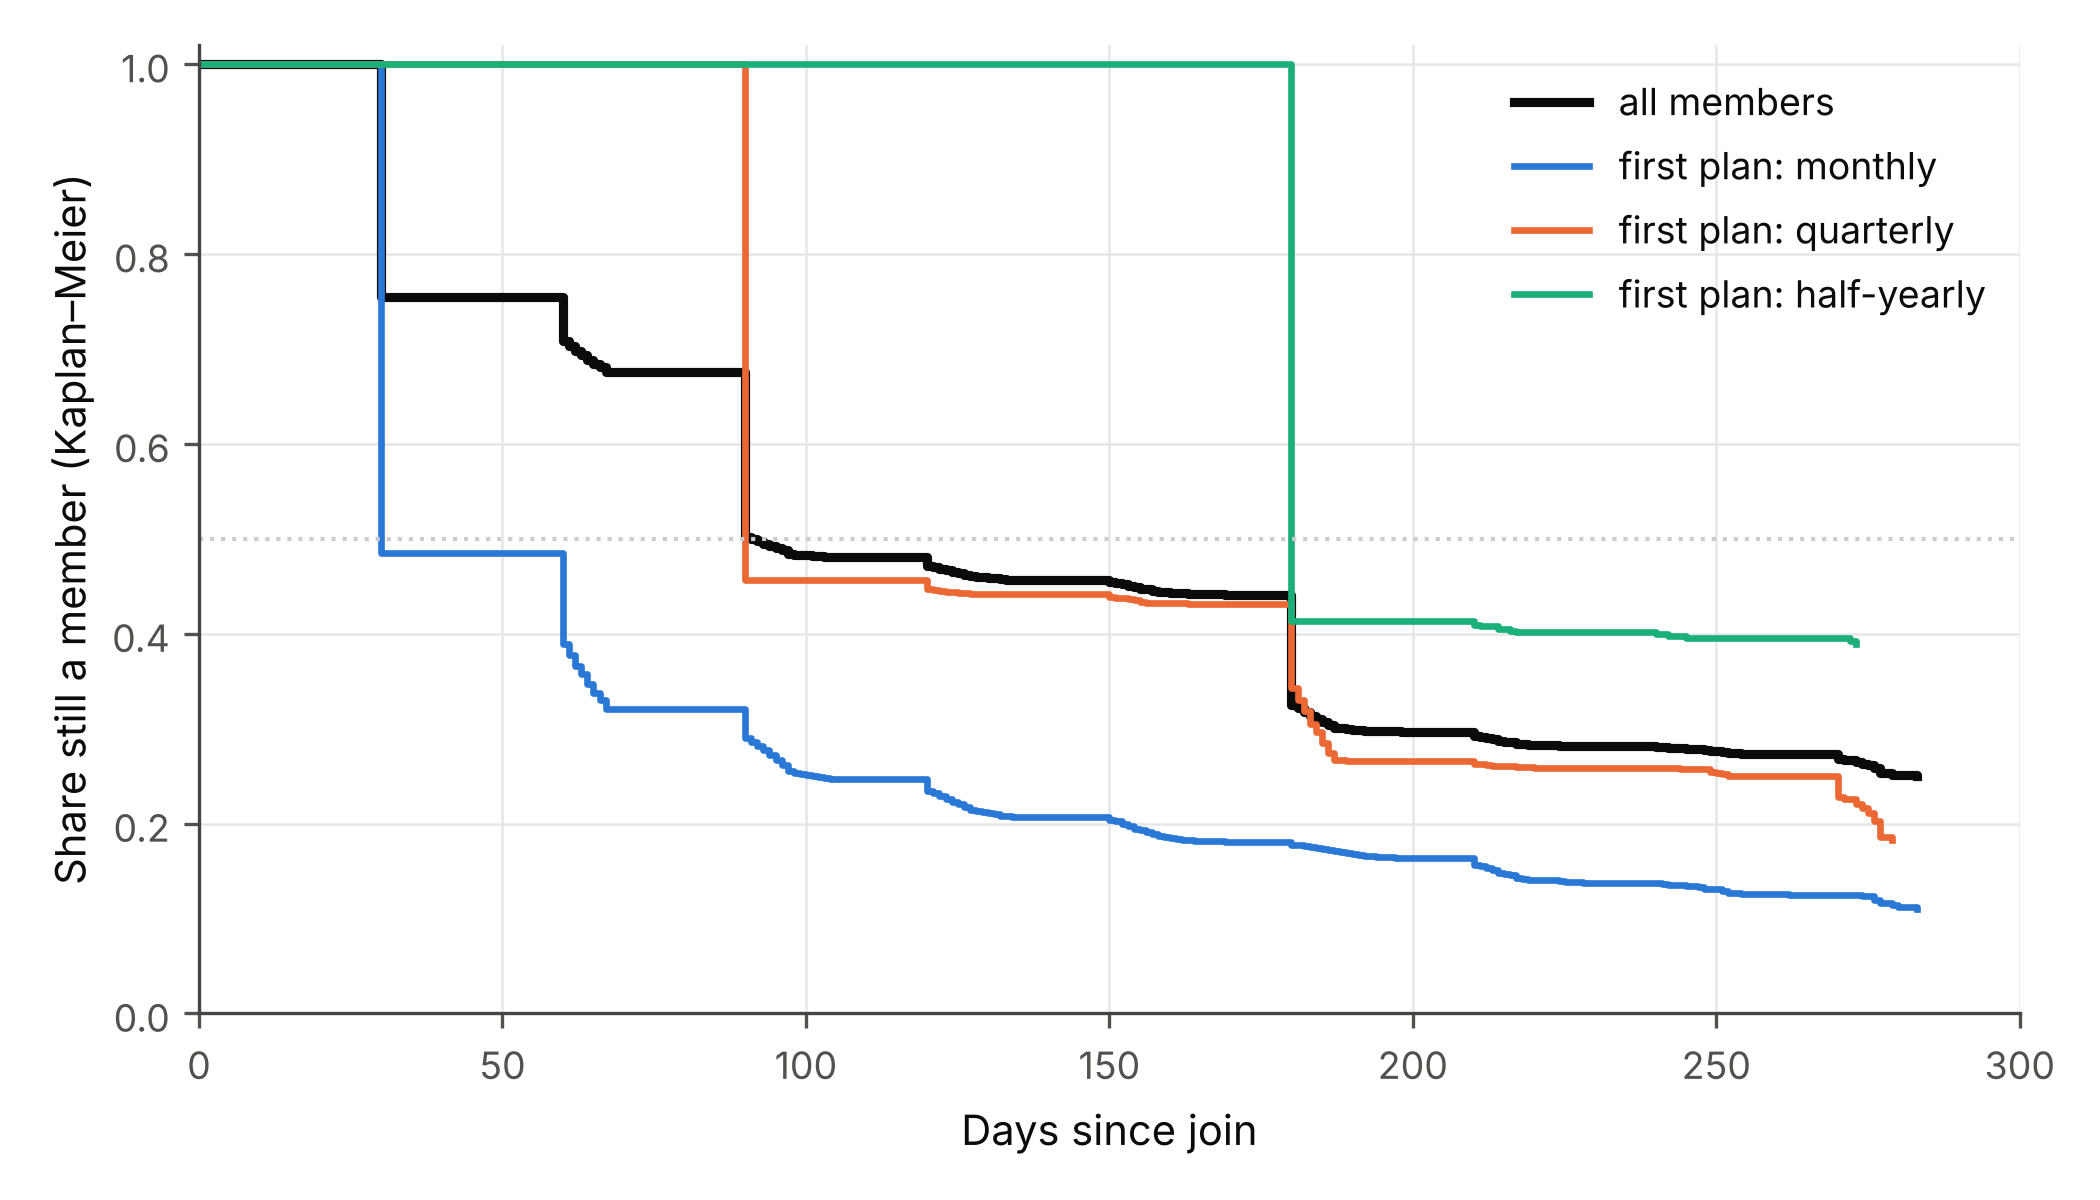 Share still a member (Kaplan–Meier)
1.0
0.8
0.6
0.4
0.2
0.0
all members
first plan: monthly
first plan: quarterly
first plan: half-yearly
0 50 100 150 200 250 300
Days since join